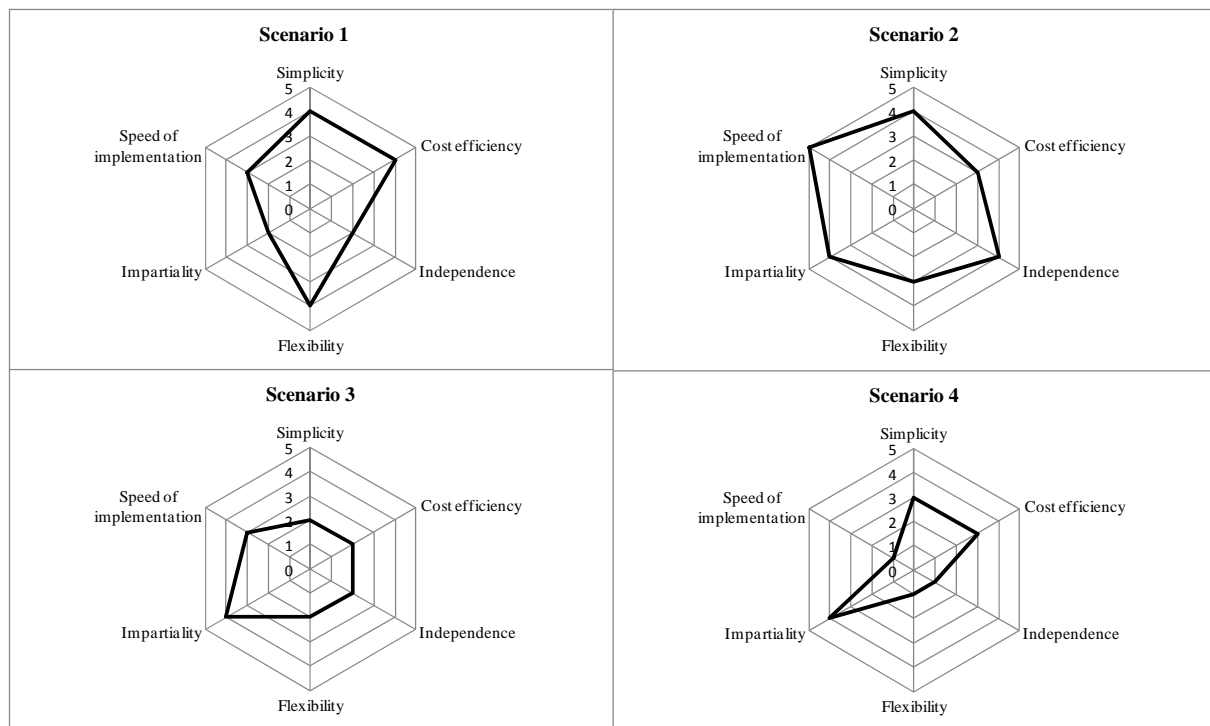 Scenario 1
Simplicity
5
4
3
2
1
0
Speed of
implementation
Cost efficiency
Impartiality
Independence
Flexibility
Scenario 2
Simplicity
5
4
3
2
1
0
Speed of
implementation
Cost efficiency
Impartiality
Independence
Flexibility
Scenario 3
Simplicity
5
4
3
2
1
0
Speed of
implementation
Cost efficiency
Impartiality
Independence
Flexibility
Scenario 4
Simplicity
5
4
3
2
1
0
Speed of
implementation
Cost efficiency
Impartiality
Independence
Flexibility